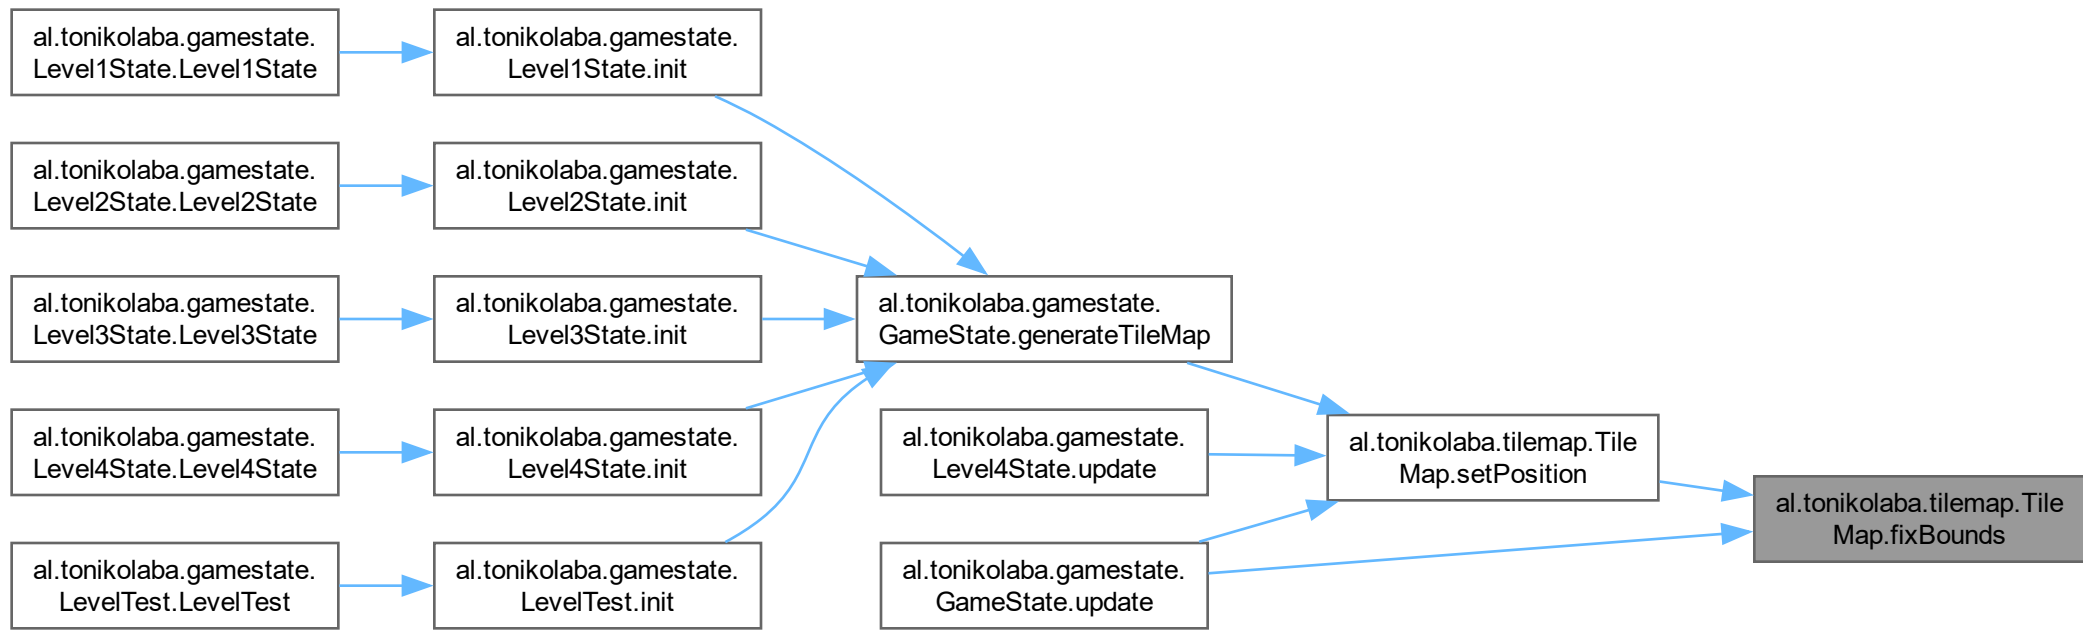 al.tonikolaba.gamestate.
Level1State.Level1State
al.tonikolaba.gamestate.
Level1State.init
al.tonikolaba.gamestate.
Level2State.Level2State
al.tonikolaba.gamestate.
Level2State.init
al.tonikolaba.gamestate.
Level3State.Level3State
al.tonikolaba.gamestate.
Level3State.init
al.tonikolaba.gamestate.
GameState.generateTileMap
al.tonikolaba.gamestate.
Level4State.Level4State
al.tonikolaba.gamestate.
Level4State.init
al.tonikolaba.gamestate.
Level4State.update
al.tonikolaba.tilemap.Tile
Map.setPosition
al.tonikolaba.tilemap.Tile
Map.fixBounds
al.tonikolaba.gamestate.
LevelTest.LevelTest
al.tonikolaba.gamestate.
LevelTest.init
al.tonikolaba.gamestate.
GameState.update